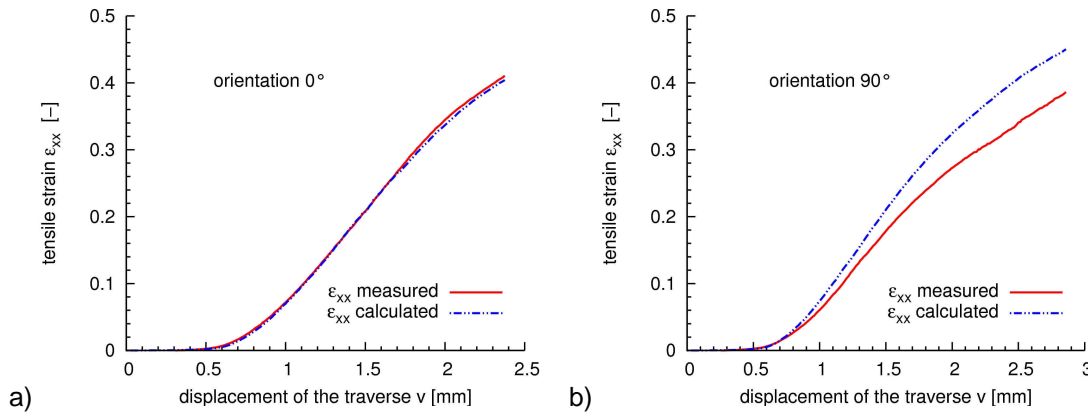 0.5
0.4
0.3
0.2
0.1
0
tensile strain ε_xx [–]
orientation 0°
ε_xx measured
ε_xx calculated
0 0.5 1 1.5 2 2.5
displacement of the traverse v [mm]
a)
0.5
0.4
0.3
0.2
0.1
0
tensile strain ε_xx [–]
orientation 90°
ε_xx measured
ε_xx calculated
0 0.5 1 1.5 2 2.5 3
displacement of the traverse v [mm]
b)